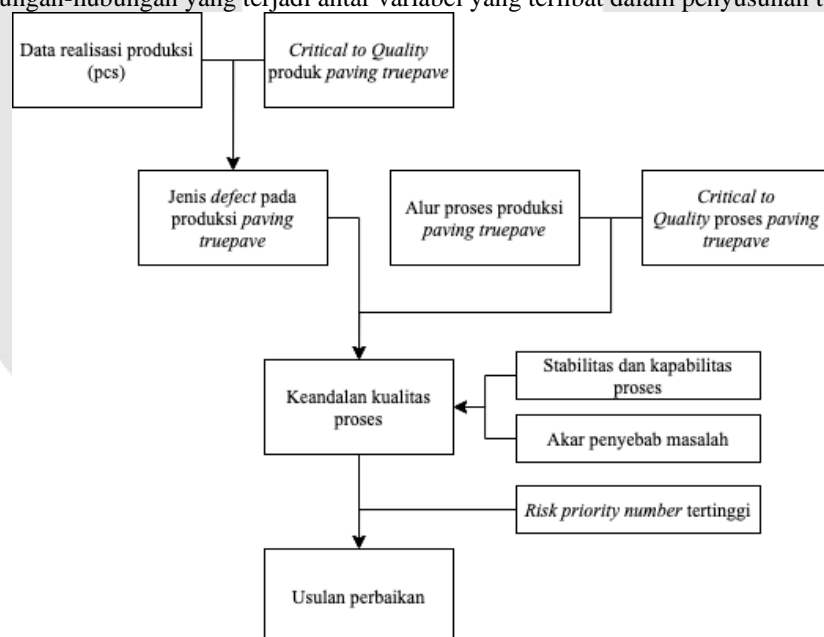 hubungan yang terjadi antar variabel yang terlibat dalam penyusunan
Data realisasi produksi
(pcs)
Critical to Quality
produk paving truepave
Jenis defect pada
produksi paving
truepave
Alur proses produksi
paving truepave
Critical to
Quality proses paving
truepave
Keandalan kualitas
proses
Stabilitas dan kapabilitas
proses
Akar penyebab masalah
Risk priority number tertinggi
Usulan perbaikan